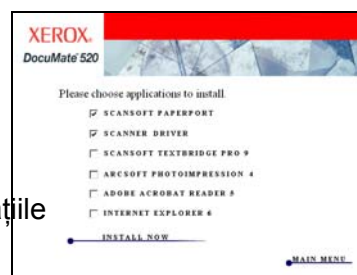 XEROX.
DocuMate 520
Please choose applications to install.
SCANSOFT PAPERPORT
SCANNER DRIVER
SCANSOFT TEXTBRIDGE PRO 9
ARCSOFT PHOTOIMPRESSION 4
ADOBE ACROBAT READER 5
INTERNET EXPLORER 6
INSTALL NOW
MAIN MENU